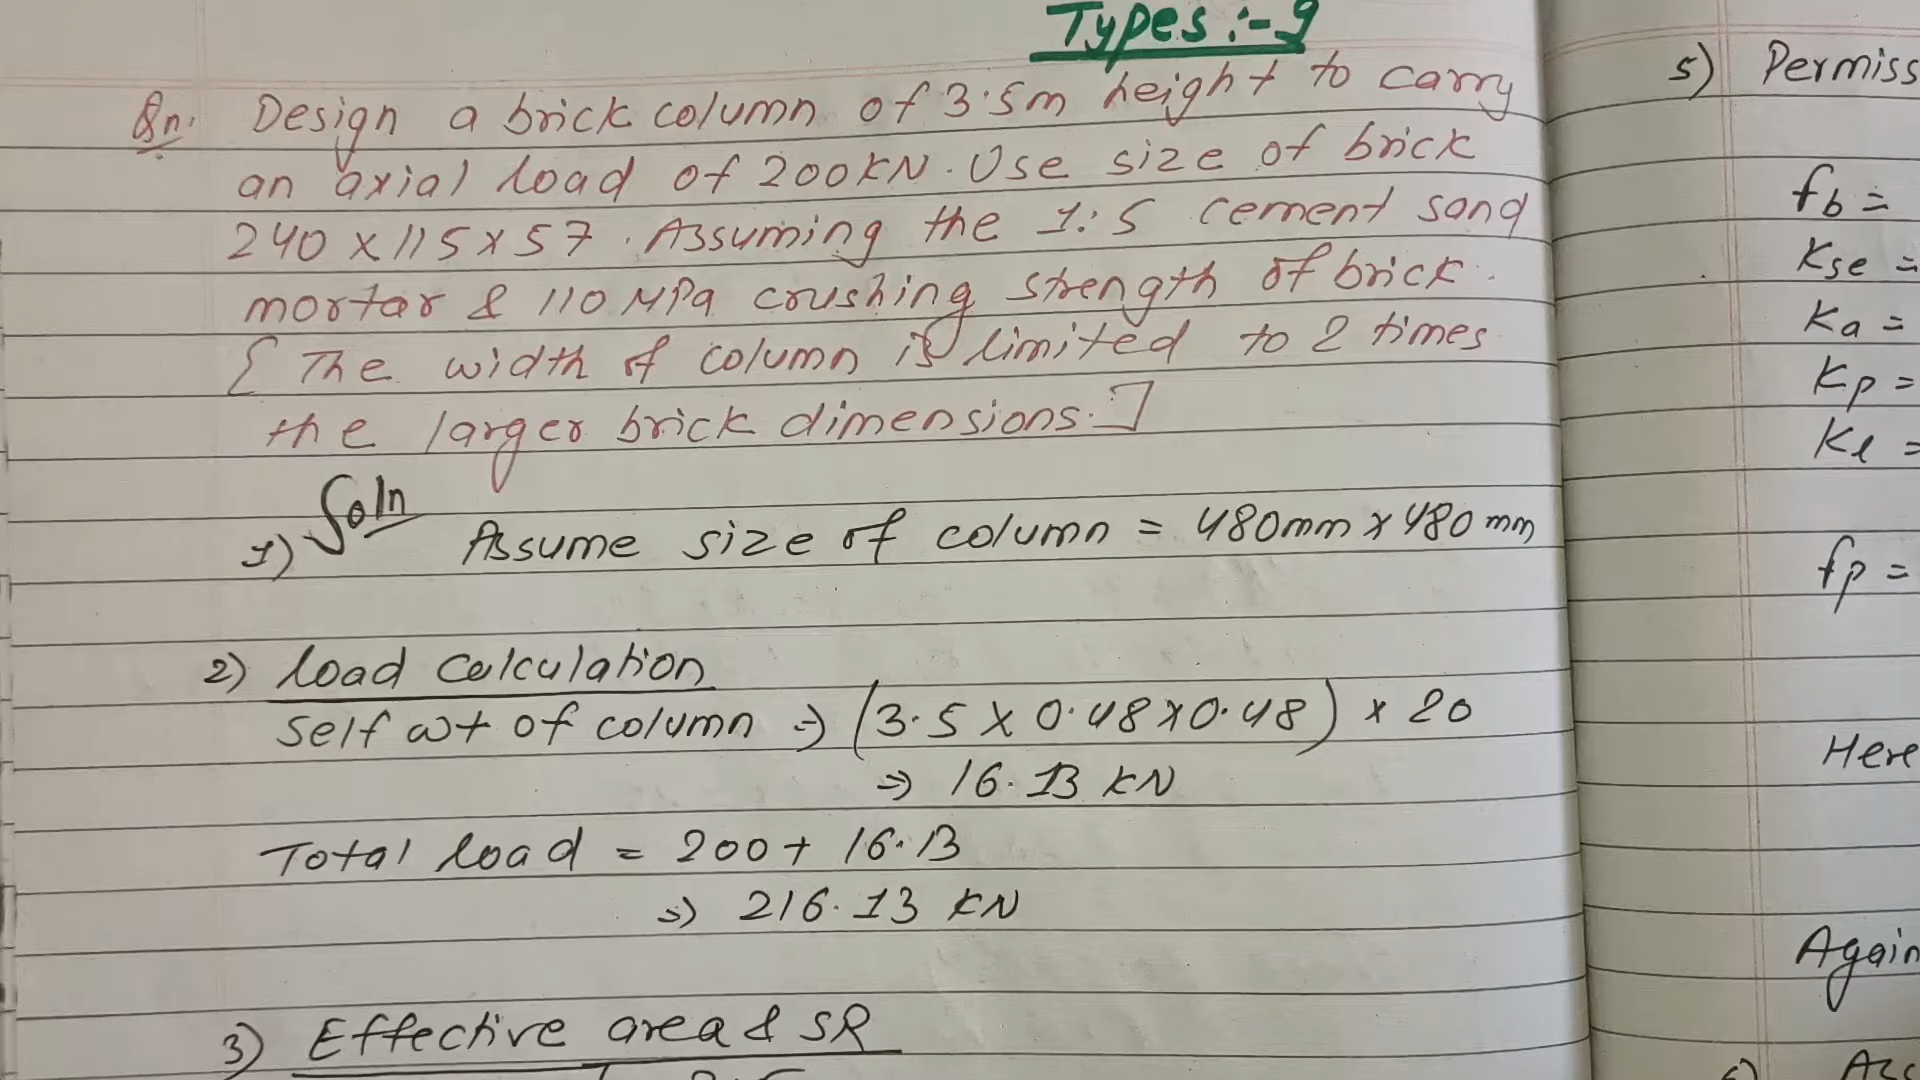 Types :- 9
Qn. Design a brick column of 3.5m height to carry
an axial load of 200KN. Use size of brick
240 x 115 x 57. Assuming the 1:5 cement sand
mortar & 110 MPa crushing strength of brick.
[ The width of column is limited to 2 times
the larger brick dimensions. ]
Soln
1) Assume size of column = 480mm x 480mm
2) load calculation
Self wt of column => (3.5 x 0.48 x 0.48) x 20
=> 16.13 KN
Total load = 200 + 16.13
=> 216.13 KN
3) Effective area & SR
5) Permiss
fb =
Kse =
Ka =
Kp =
Kl =
fp =
Here
Again